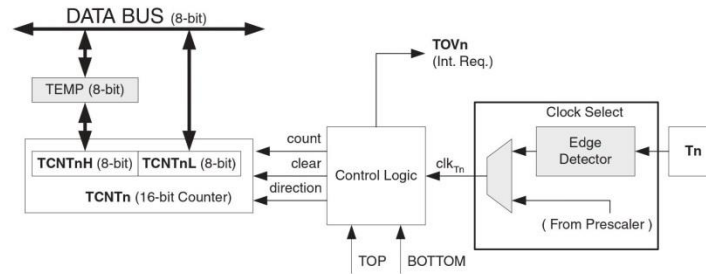 DATA BUS (8-bit)
TOVn
(Int. Req.)
TEMP (8-bit)
Clock Select
count
Edge
Detector
Tn
TCNTnH (8-bit) TCNTnL (8-bit)
clear
Control Logic
clkTn
direction
TCNTn (16-bit Counter)
( From Prescaler )
TOP
BOTTOM